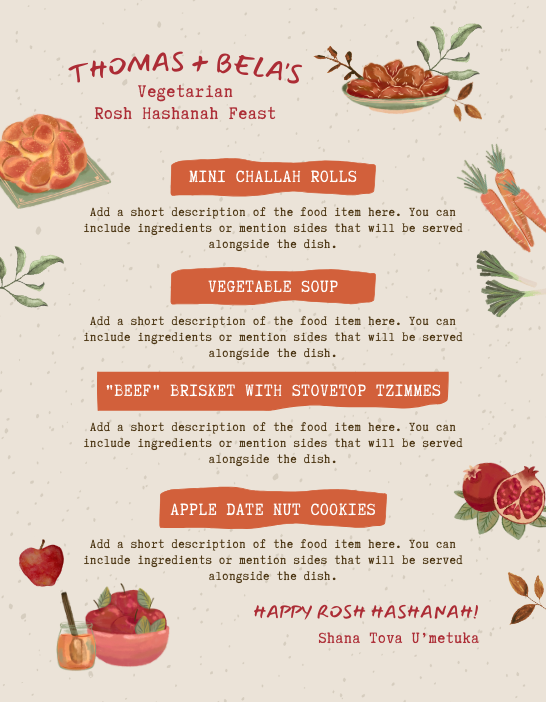 THOMAS + BELA'S
Vegetarian
Rosh Hashanah Feast
MINI CHALLAH ROLLS
Add a short description of the food item here. You can
include ingredients or mention sides that will be served
alongside the dish.
VEGETABLE SOUP
Add a short description of the food item here. You can
include ingredients or mention sides that will be served
alongside the dish.
"BEEF" BRISKET WITH STOVETOP TZIMMES
Add a short description of the food item here. You can
include ingredients or mention sides that will be served
alongside the dish.
APPLE DATE NUT COOKIES
Add a short description of the food item here. You can
include ingredients or mention sides that will be served
alongside the dish.
HAPPY ROSH HASHANAH!
Shana Tova U'metuka